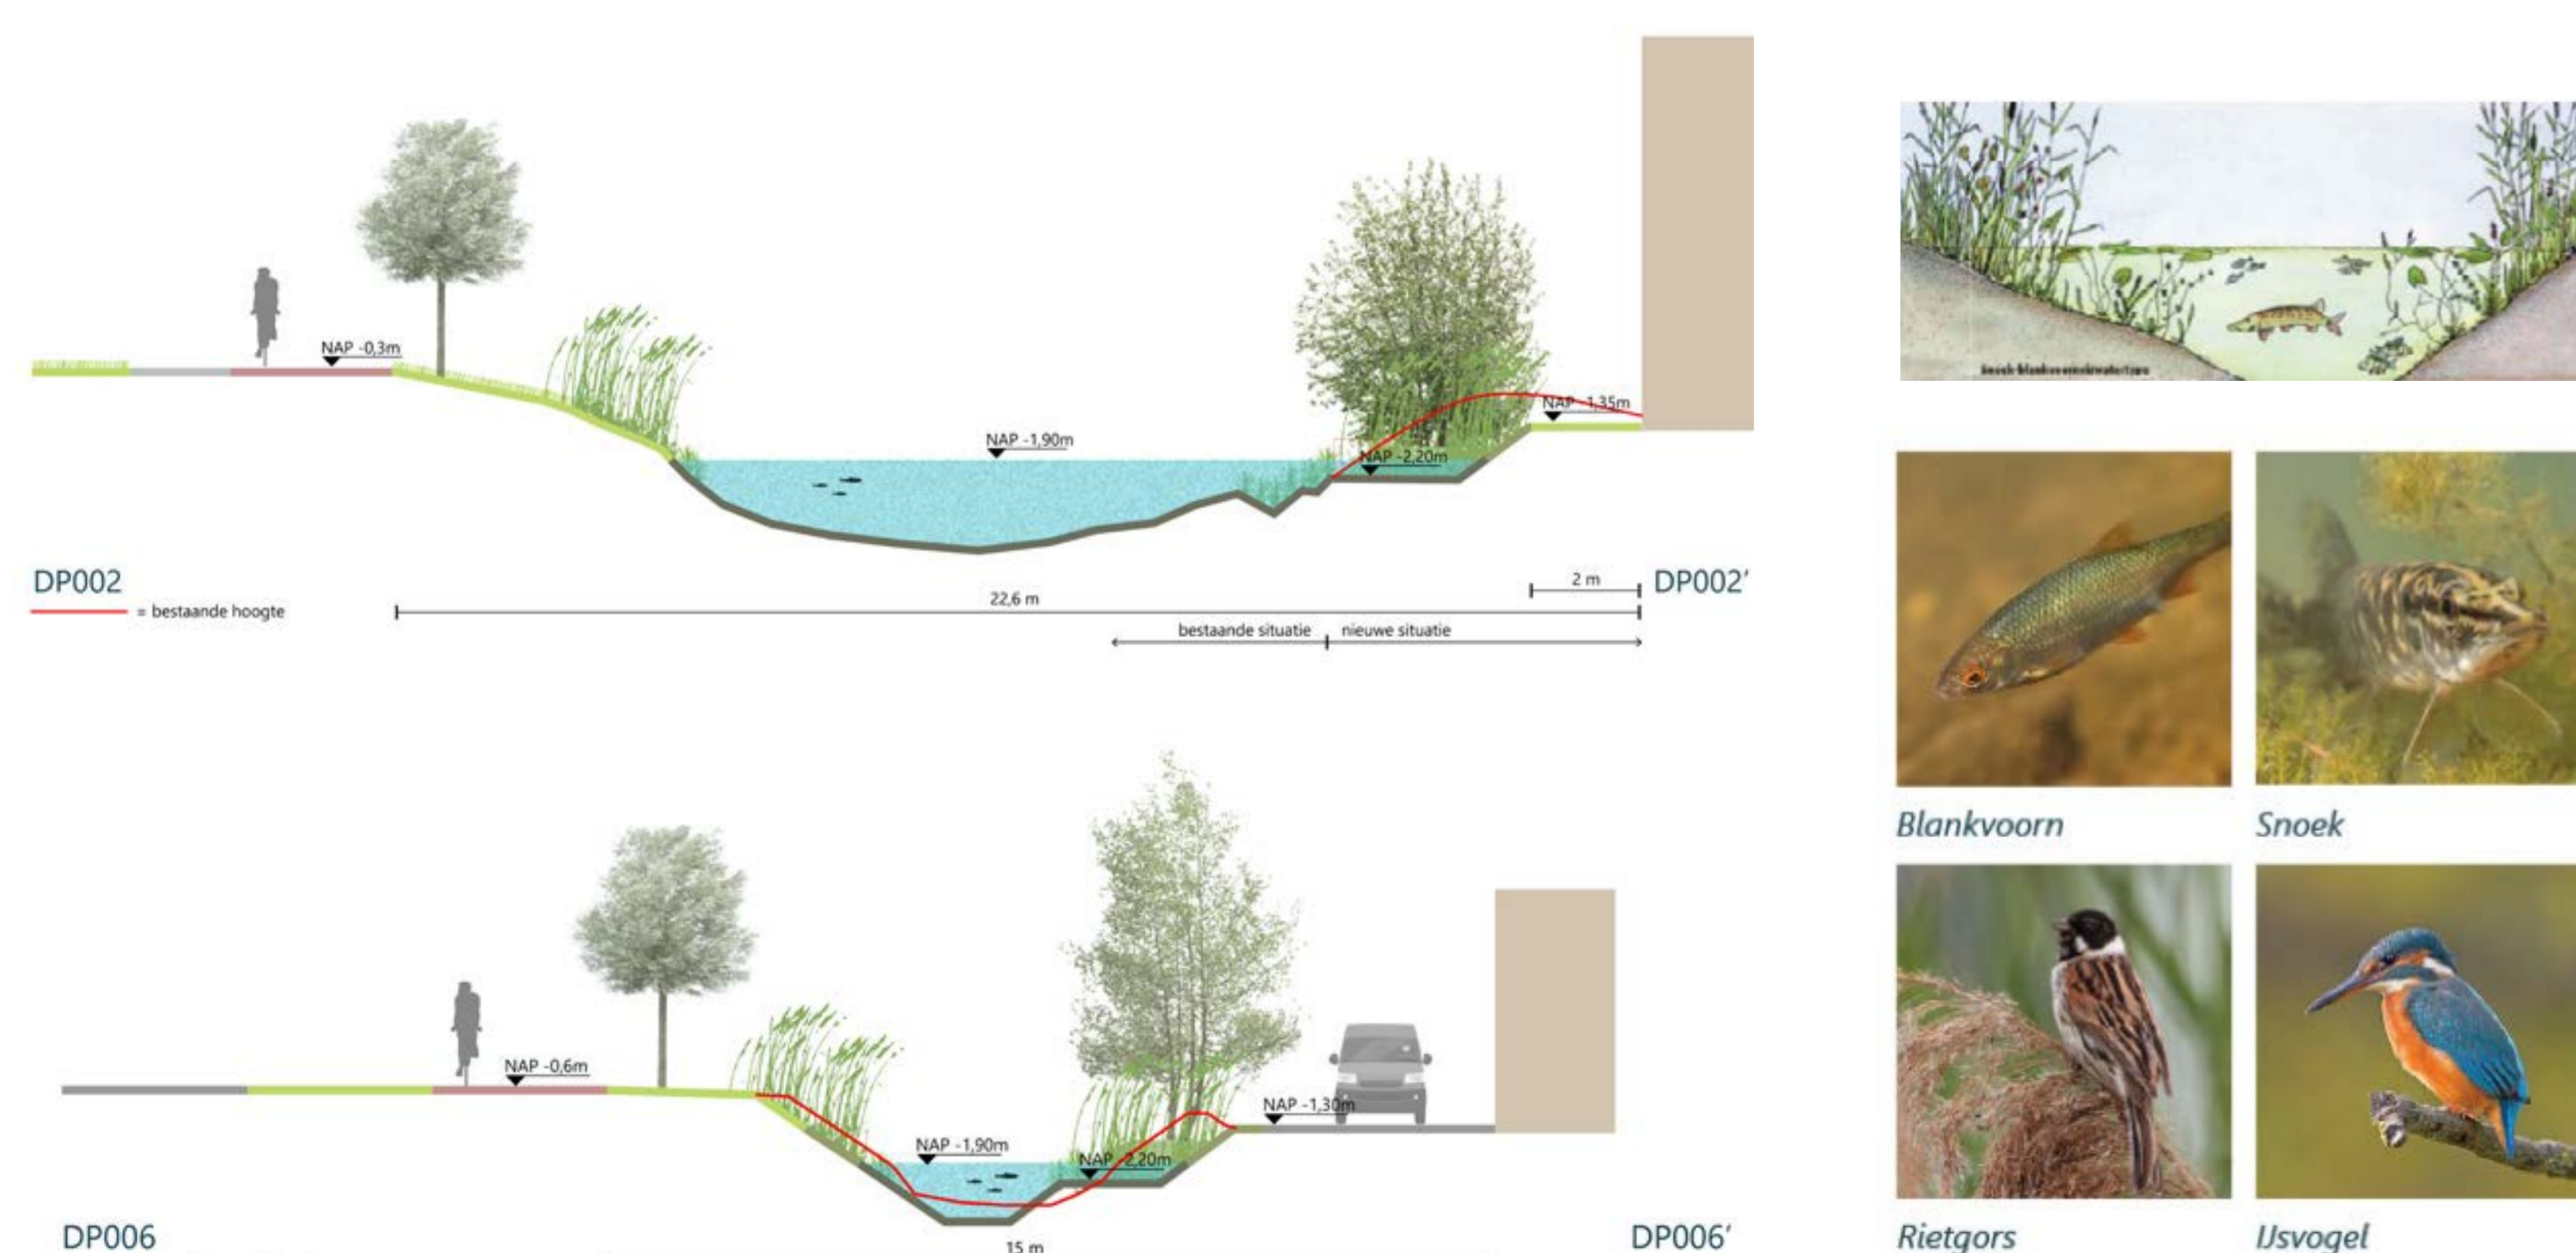 NAP -0,3m
NAP -1,35m
NAP -1,90m
NAP -2,20m
DP002
2 m
DP002'
= bestaande hoogte
22,6 m
bestaande situatie
nieuwe situatie
NAP -0,6m
NAP -1,30m
NAP -1,90m
NAP -2,20m
DP006
DP006'
15 m
Blankvoorn
Snoek
Rietgors
IJsvogel